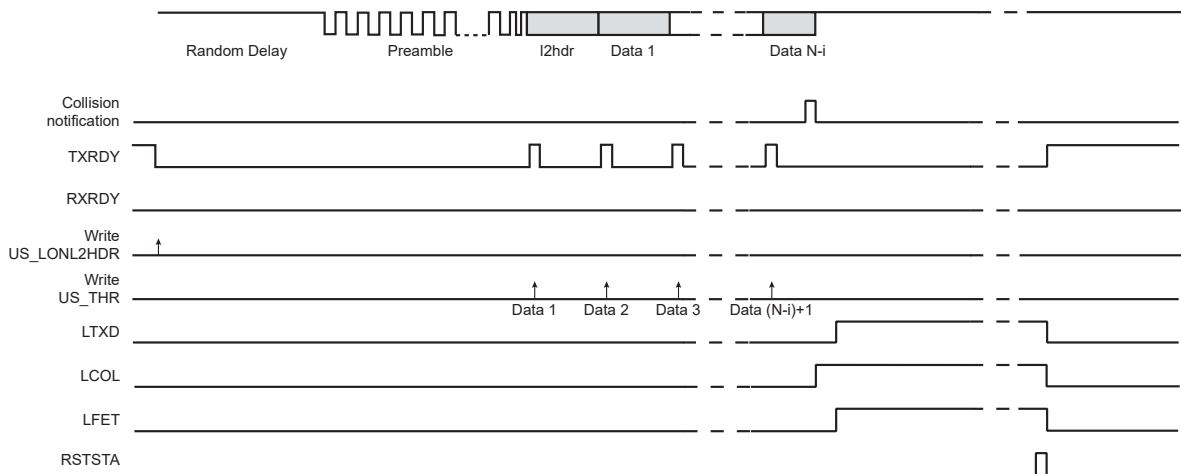 Random Delay Preamble l2hdr Data 1 Data N-i
Collision
notification
TXRDY
RXRDY
Write
US_LONL2HDR
Write
US_THR
Data 1 Data 2 Data 3 Data (N-i)+1
LTXD
LCOL
LFET
RSTSTA